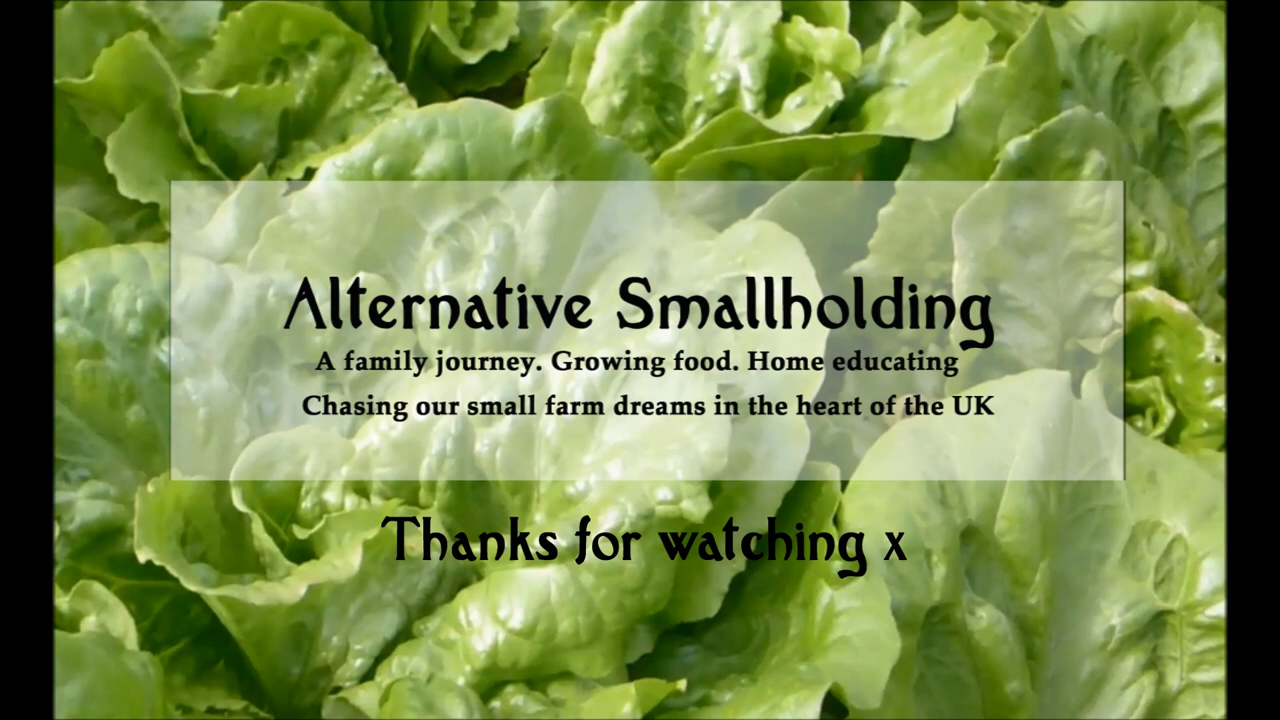 Alternative Smallholding
A family journey. Growing food. Home educating
Chasing our small farm dreams in the heart of the UK
Thanks for watching x